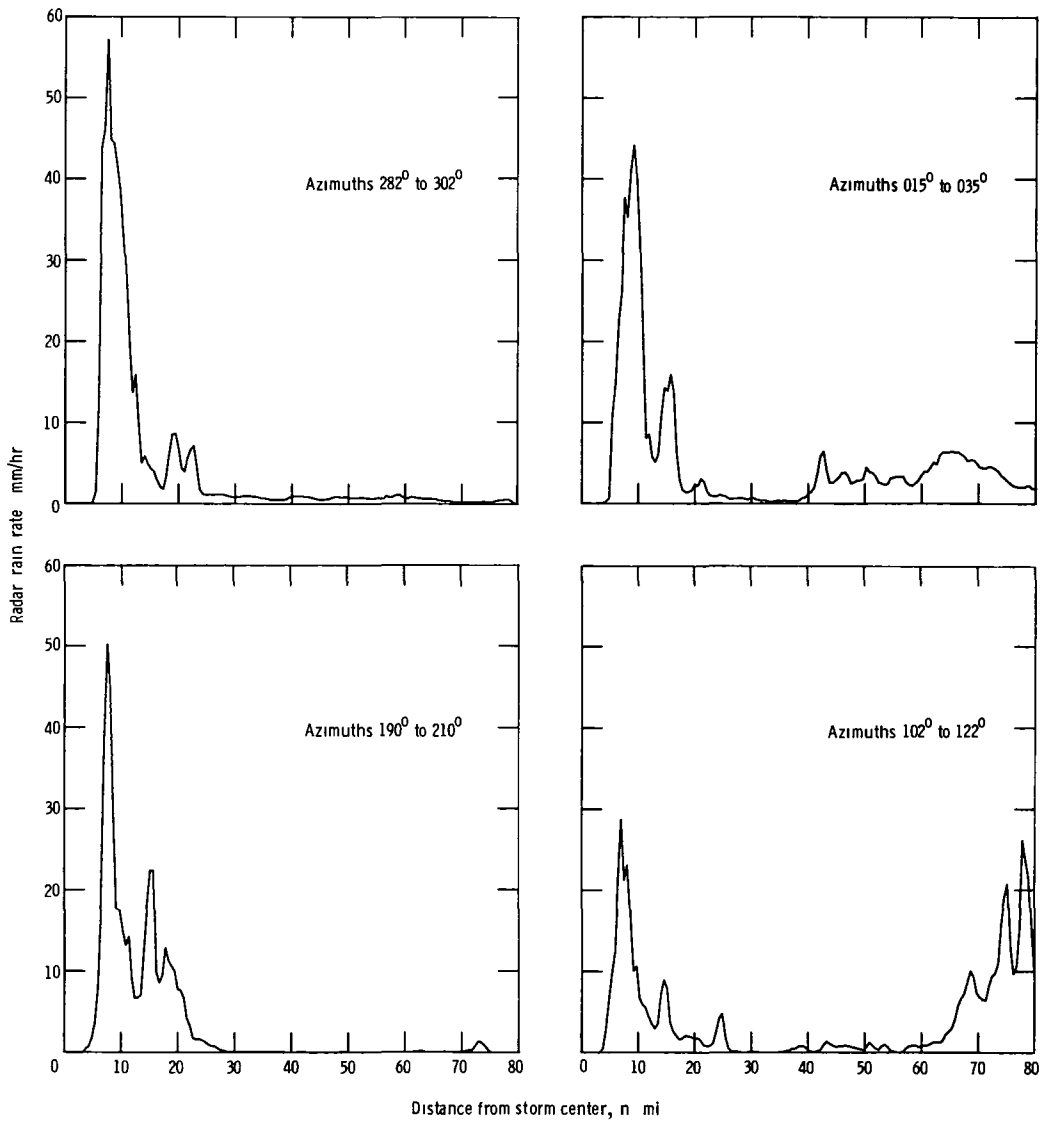 60
50
40
30
20
10
0
Azimuths 282° to 302°
Azimuths 015° to 035°
Radar rain rate mm/hr
60
50
40
30
20
10
0 10 20 30 40 50 60 70 80
Azimuths 190° to 210°
Azimuths 102° to 122°
0 10 20 30 40 50 60 70 80
Distance from storm center, n mi